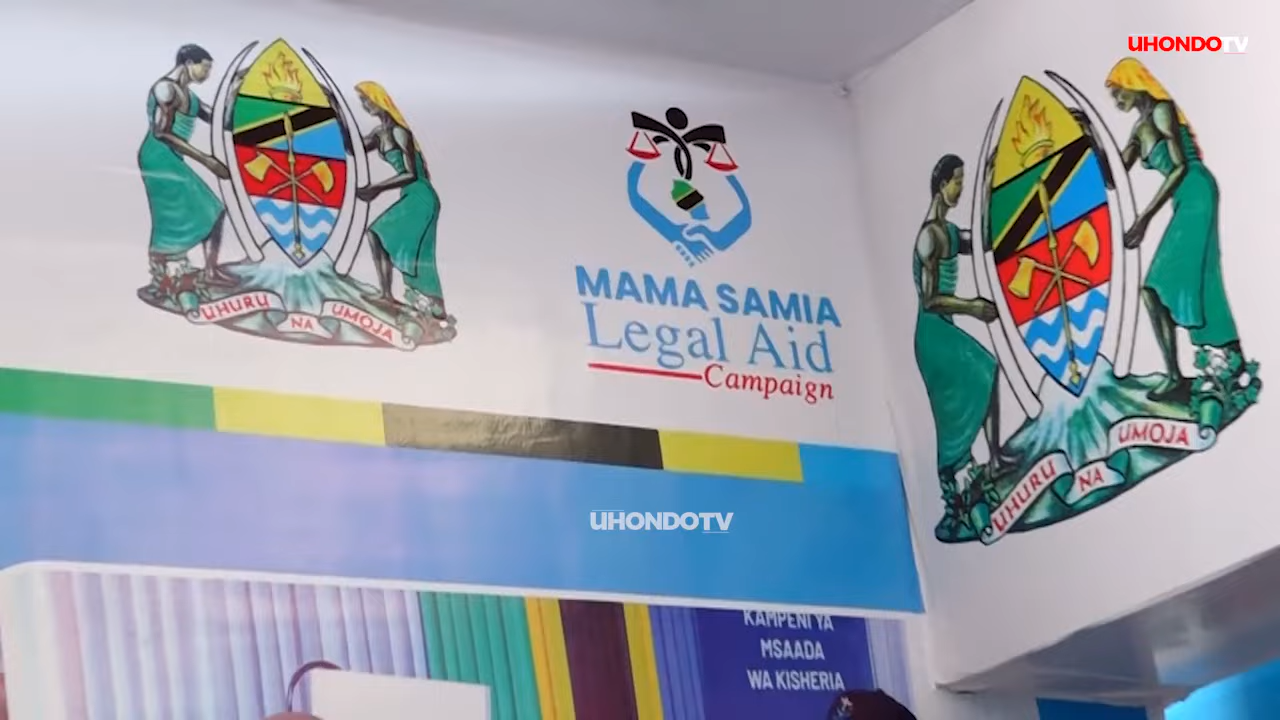 UHONDOTV
UHURU NA UMOJA
MAMA SAMIA
Legal Aid
Campaign
UHURU NA UMOJA
UHONDOTV
KAMPENI YA
MSAADA
WA KISHERIA